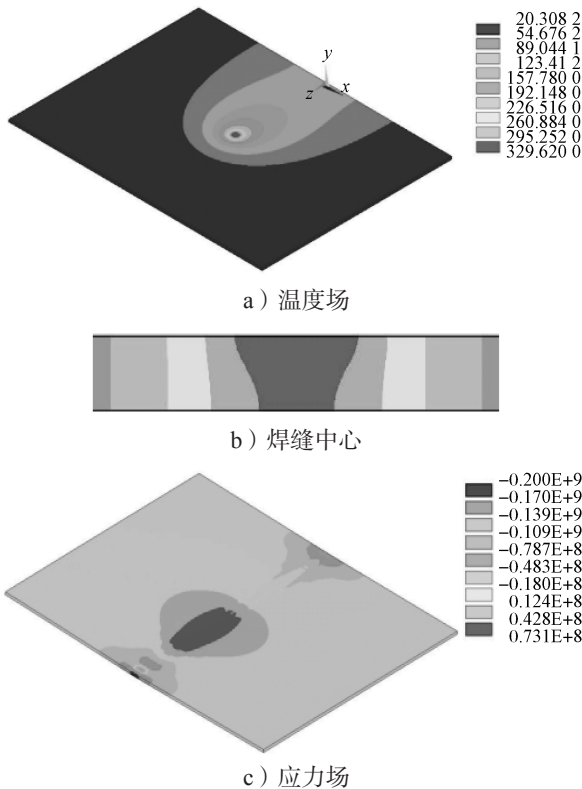 20.308 2
54.676 2
89.044 1
123.41 2
157.780 0
192.148 0
226.516 0
260.884 0
295.252 0
329.620 0
y
z
x
a）温度场
b）焊缝中心
−0.200E+9
−0.170E+9
−0.139E+9
−0.109E+9
−0.787E+8
−0.483E+8
−0.180E+8
0.124E+8
0.428E+8
0.731E+8
c）应力场